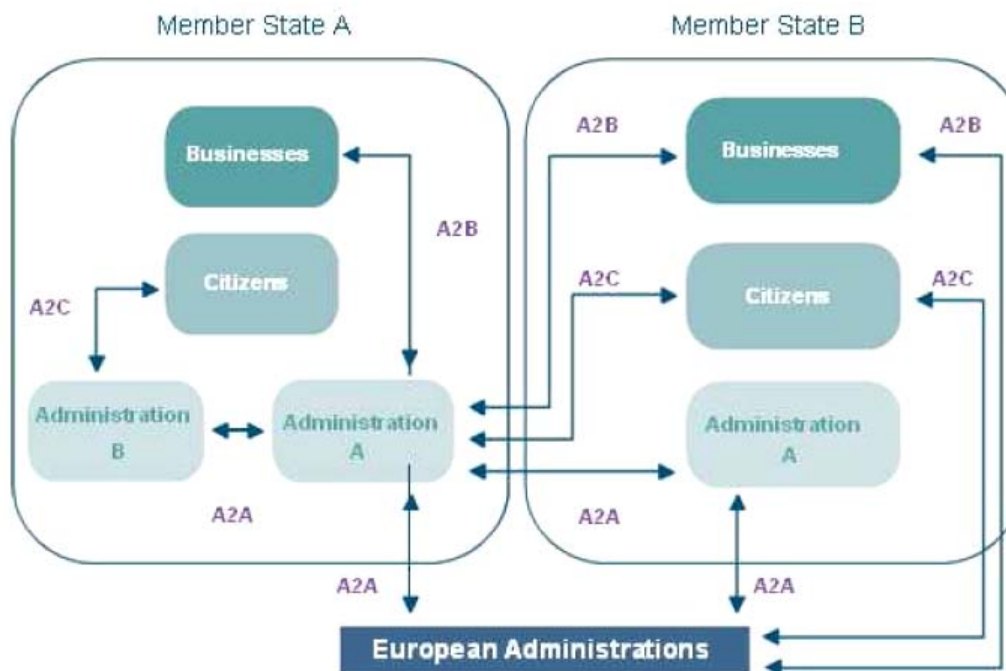 Member State A
Member State B
A2B
A2B
Businesses
Businesses
A2B
Citizens
A2C
A2C
Citizens
A2C
Administration
B
Administration
A
Administration
A
A2A
A2A
A2A
A2A
European Administrations